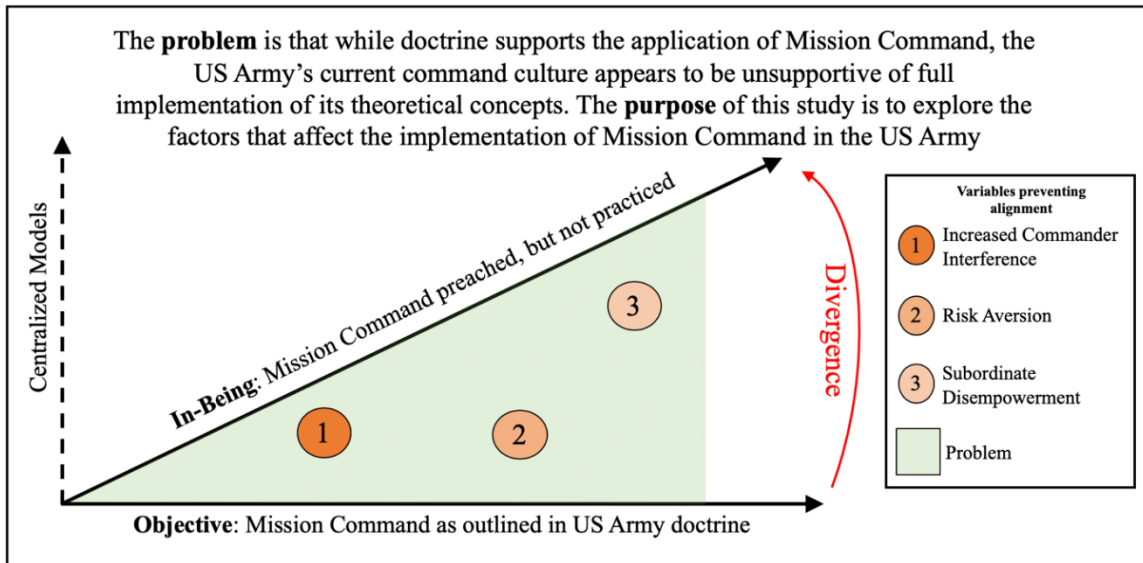 The problem is that while doctrine supports the application of Mission Command, the
US Army's current command culture appears to be unsupportive of full
implementation of its theoretical concepts. The purpose of this study is to explore the
factors that affect the implementation of Mission Command in the US Army
Centralized Models
In-Being: Mission Command preached, but not practiced
1
2
3
Divergence
Objective: Mission Command as outlined in US Army doctrine
Variables preventing
alignment
1
Increased Commander
Interference
2
Risk Aversion
3
Subordinate
Disempowerment
Problem